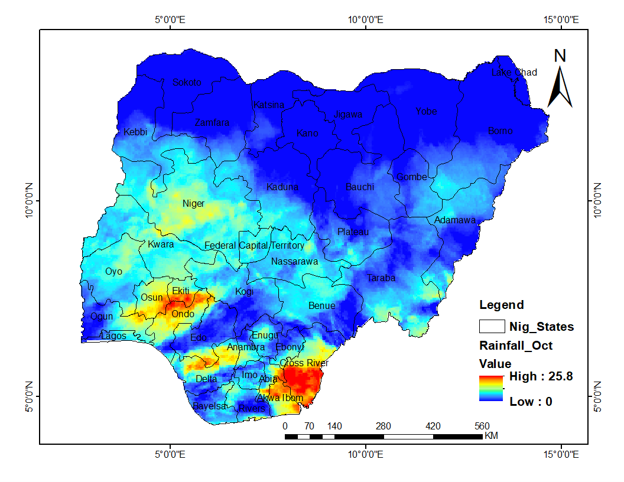 5°0'0"E 10°0'0"E 15°0'0"E
N
Lake Chad
Sokoto
Katsina
Jigawa
Yobe
Zamfara
Kano
Borno
Kebbi
Gombe
Kaduna
Bauchi
10°0'0"N 10°0'0"N
Niger
Adamawa
Plateau
Kwara
Federal Capital Territory
Nassarawa
Oyo
Taraba
Ekiti
Kogi
Osun
Benue
Ogun
Ondo
Lagos
Edo
Enugu
Anambra
Ebonyi
Cross River
Delta
Imo
Abia
Akwa Ibom
Bayelsa
Rivers
5°0'0"N 5°0'0"N
Legend
Nig_States
Rainfall_Oct
Value
High : 25.8
Low : 0
0 70 140 280 420 560
KM
5°0'0"E 10°0'0"E 15°0'0"E